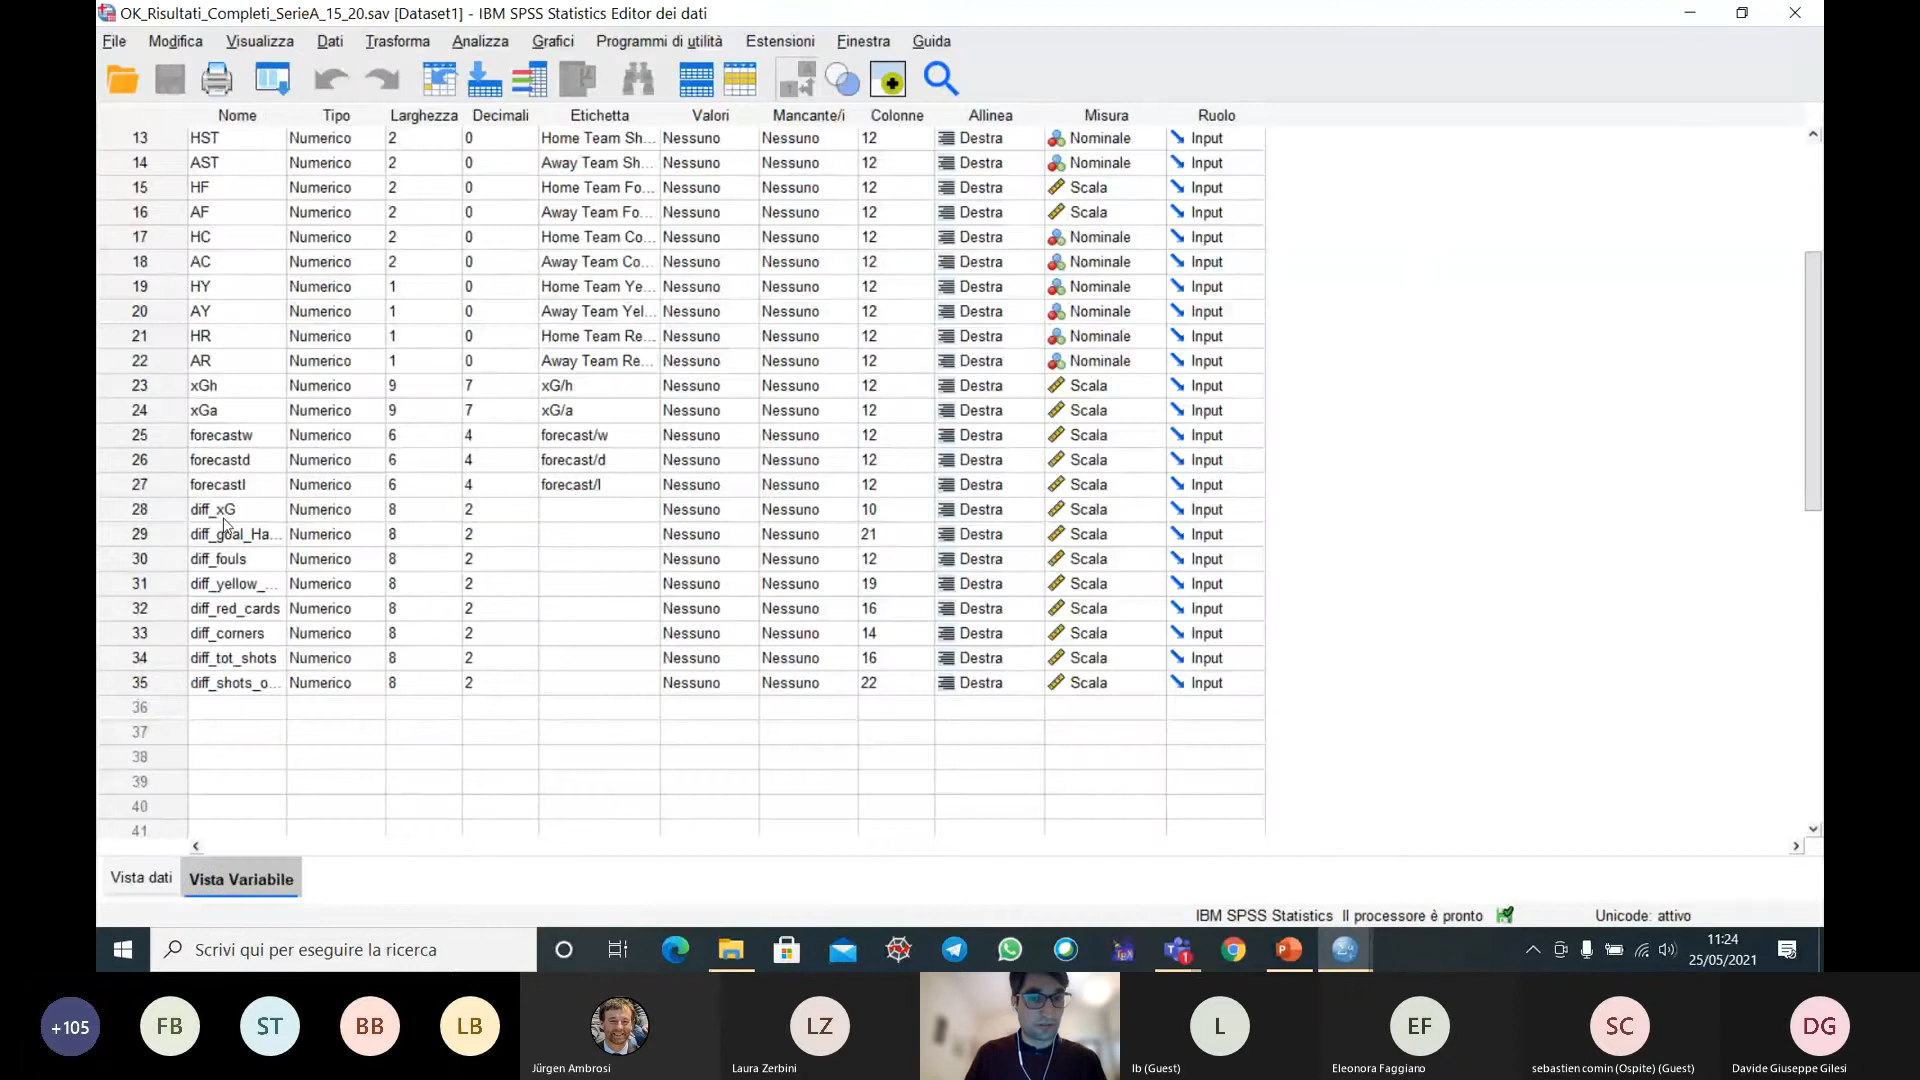 OK_Risultati_Completi_SerieA_15_20.sav [Dataset1] - IBM SPSS Statistics Editor dei dati
File Modifica Visualizza Dati Trasforma Analizza Grafici Programmi di utilità Estensioni Finestra Guida
Nome Tipo Larghezza Decimali Etichetta Valori Mancante/i Colonne Allinea Misura Ruolo
13 HST Numerico 2 0 Home Team Sh... Nessuno Nessuno 12 Destra Nominale Input
14 AST Numerico 2 0 Away Team Sh... Nessuno Nessuno 12 Destra Nominale Input
15 HF Numerico 2 0 Home Team Fo... Nessuno Nessuno 12 Destra Scala Input
16 AF Numerico 2 0 Away Team Fo... Nessuno Nessuno 12 Destra Scala Input
17 HC Numerico 2 0 Home Team Co... Nessuno Nessuno 12 Destra Nominale Input
18 AC Numerico 2 0 Away Team Co... Nessuno Nessuno 12 Destra Nominale Input
19 HY Numerico 1 0 Home Team Ye... Nessuno Nessuno 12 Destra Nominale Input
20 AY Numerico 1 0 Away Team Yel... Nessuno Nessuno 12 Destra Nominale Input
21 HR Numerico 1 0 Home Team Re... Nessuno Nessuno 12 Destra Nominale Input
22 AR Numerico 1 0 Away Team Re... Nessuno Nessuno 12 Destra Nominale Input
23 xGh Numerico 9 7 xG/h Nessuno Nessuno 12 Destra Scala Input
24 xGa Numerico 9 7 xG/a Nessuno Nessuno 12 Destra Scala Input
25 forecastw Numerico 6 4 forecast/w Nessuno Nessuno 12 Destra Scala Input
26 forecastd Numerico 6 4 forecast/d Nessuno Nessuno 12 Destra Scala Input
27 forecastl Numerico 6 4 forecast/l Nessuno Nessuno 12 Destra Scala Input
28 diff_xG Numerico 8 2 Nessuno Nessuno 10 Destra Scala Input
29 diff_goal_Ha... Numerico 8 2 Nessuno Nessuno 21 Destra Scala Input
30 diff_fouls Numerico 8 2 Nessuno Nessuno 12 Destra Scala Input
31 diff_yellow_... Numerico 8 2 Nessuno Nessuno 19 Destra Scala Input
32 diff_red_cards Numerico 8 2 Nessuno Nessuno 16 Destra Scala Input
33 diff_corners Numerico 8 2 Nessuno Nessuno 14 Destra Scala Input
34 diff_tot_shots Numerico 8 2 Nessuno Nessuno 16 Destra Scala Input
35 diff_shots_o... Numerico 8 2 Nessuno Nessuno 22 Destra Scala Input
36
37
38
39
40
41
Vista dati Vista Variabile
IBM SPSS Statistics Il processore è pronto Unicode: attivo
Scrivi qui per eseguire la ricerca
11:24
25/05/2021
+105 FB ST BB LB LZ L EF SC DG
Jürgen Ambrosi Laura Zerbini lb (Guest) Eleonora Faggiano sebastien comin (Ospite) (Guest) Davide Giuseppe Gilesi